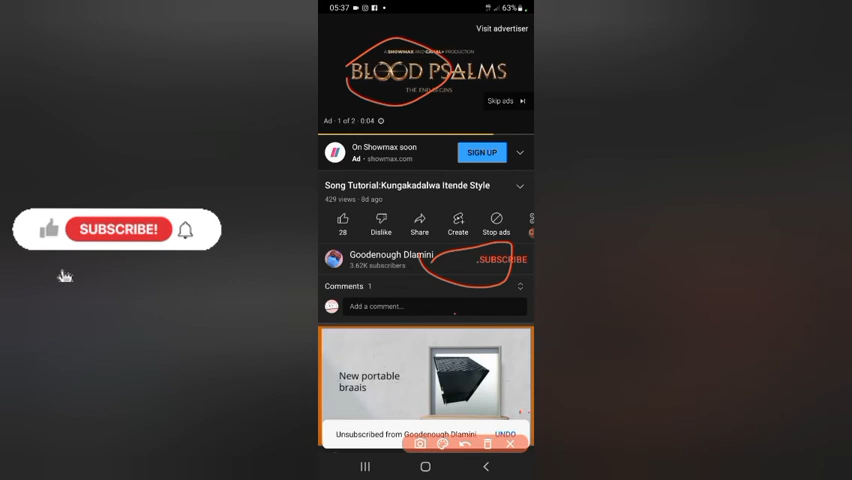 05:37
63%
Visit advertiser
A SHOWMAX AND CANAL+ PRODUCTION
BLOOD PSALMS
THE END BEGINS
Skip ads
Ad · 1 of 2 · 0:04
On Showmax soon
Ad • showmax.com
SIGN UP
Song Tutorial:Kungakadalwa Itende Style
429 views · 8d ago
28 Dislike Share Create Stop ads
Goodenough Dlamini
3.62K subscribers
SUBSCRIBE
SUBSCRIBE!
Comments 1
Add a comment...
New portable
braais
Unsubscribed from Goodenough Dlamini UNDO